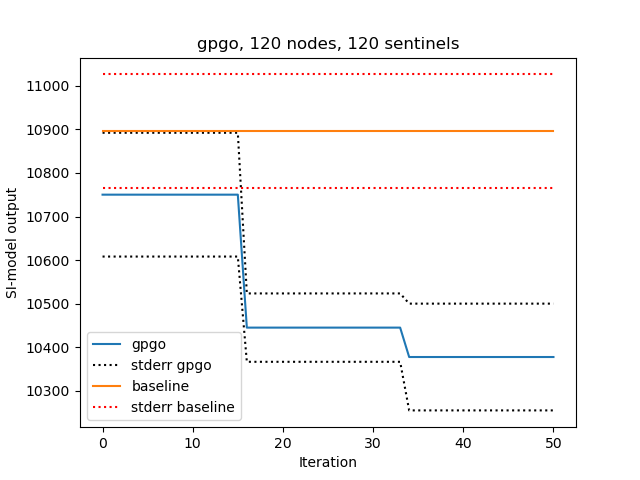 gpgo, 120 nodes, 120 sentinels
SI-model output
11000
10900
10800
10700
10600
10500
10400
10300
gpgo
stderr gpgo
baseline
stderr baseline
0 10 20 30 40 50
Iteration